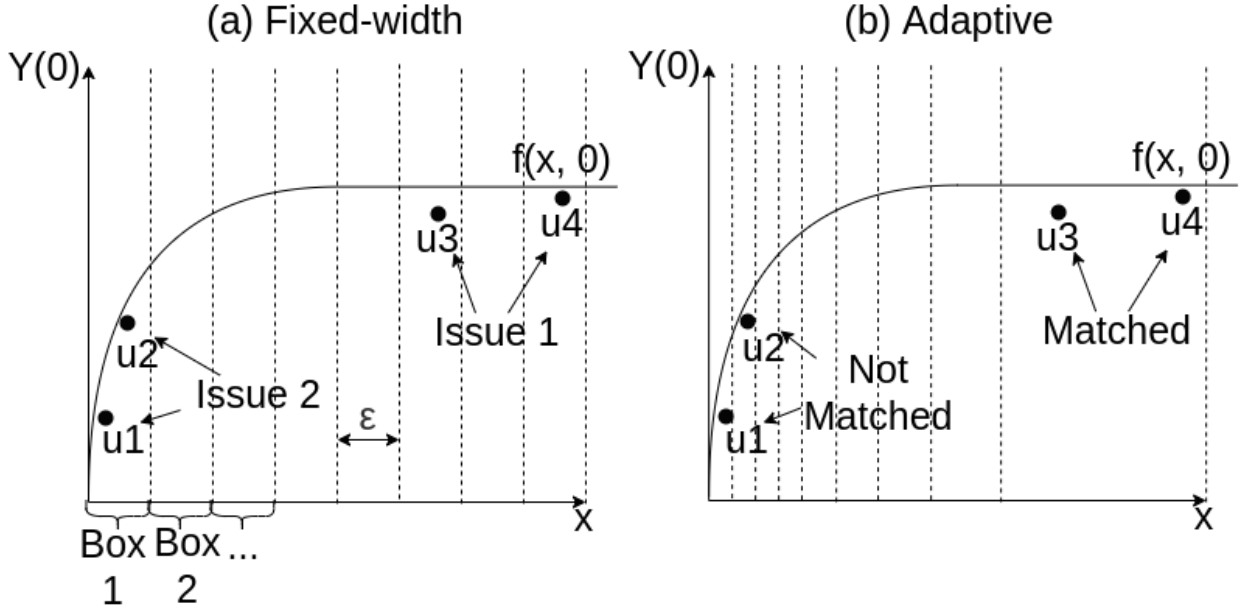 (a) Fixed-width
(b) Adaptive
Y(0)
f(x, 0)
u3
u4
Issue 1
u2
Issue 2
u1
ε
x
Box 1
Box 2
...
Y(0)
f(x, 0)
u3
u4
Matched
u2
Not
Matched
u1
x